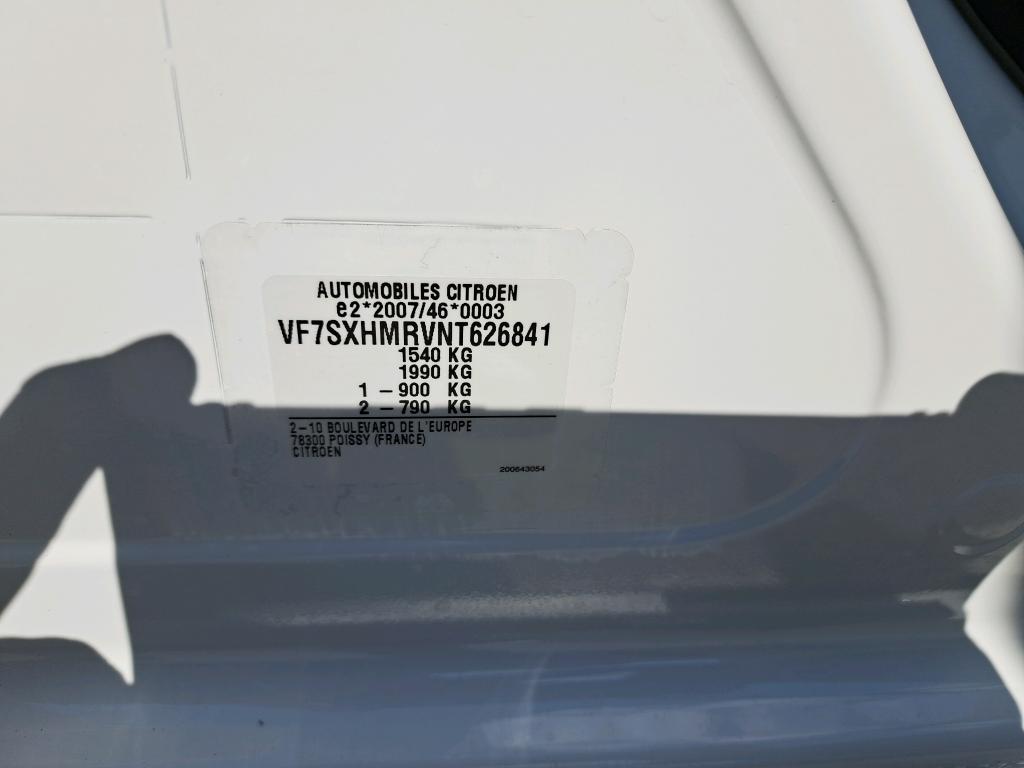 AUTOMOBILES CITROEN
e2*2007/46*0003
VF7SXHMRVNT626841
1540 KG
1990 KG
1 – 900 KG
2 – 790 KG
2–10 BOULEVARD DE L'EUROPE
78300 POISSY (FRANCE)
CITROEN
200643054